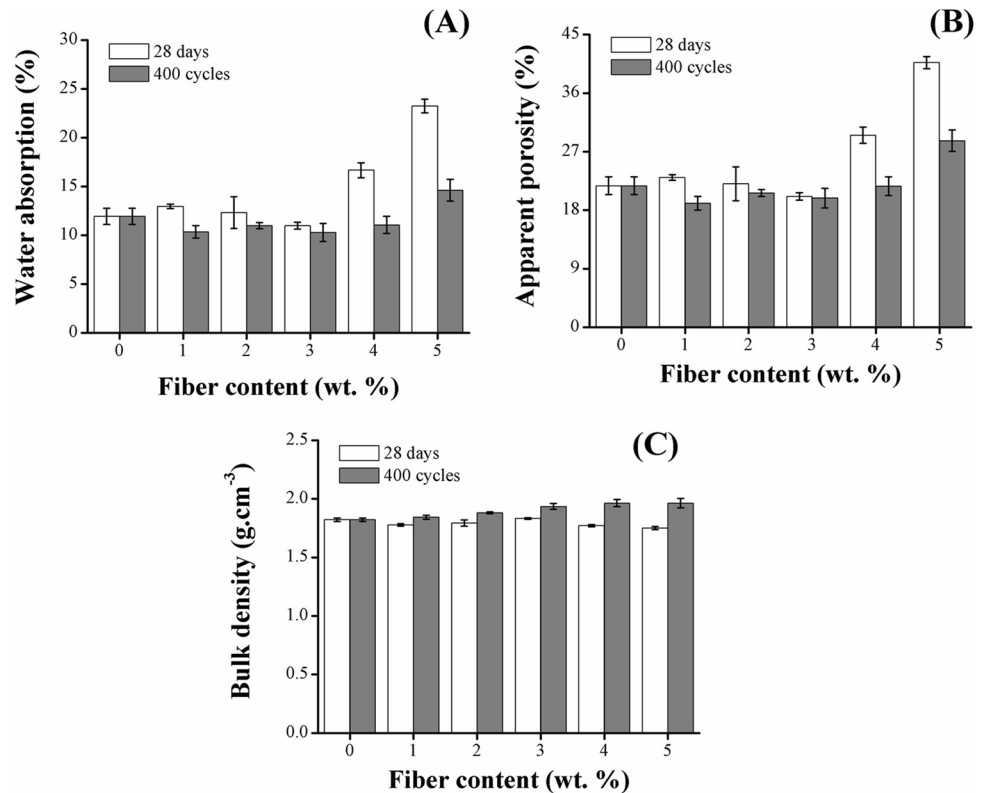 (A)
Water absorption (%)
30
25
20
15
10
5
0
28 days
400 cycles
0 1 2 3 4 5
Fiber content (wt. %)
(B)
Apparent porosity (%)
45
36
27
18
9
0
28 days
400 cycles
0 1 2 3 4 5
Fiber content (wt. %)
(C)
Bulk density (g.cm-3)
2.5
2.0
1.5
1.0
0.5
0.0
28 days
400 cycles
0 1 2 3 4 5
Fiber content (wt. %)